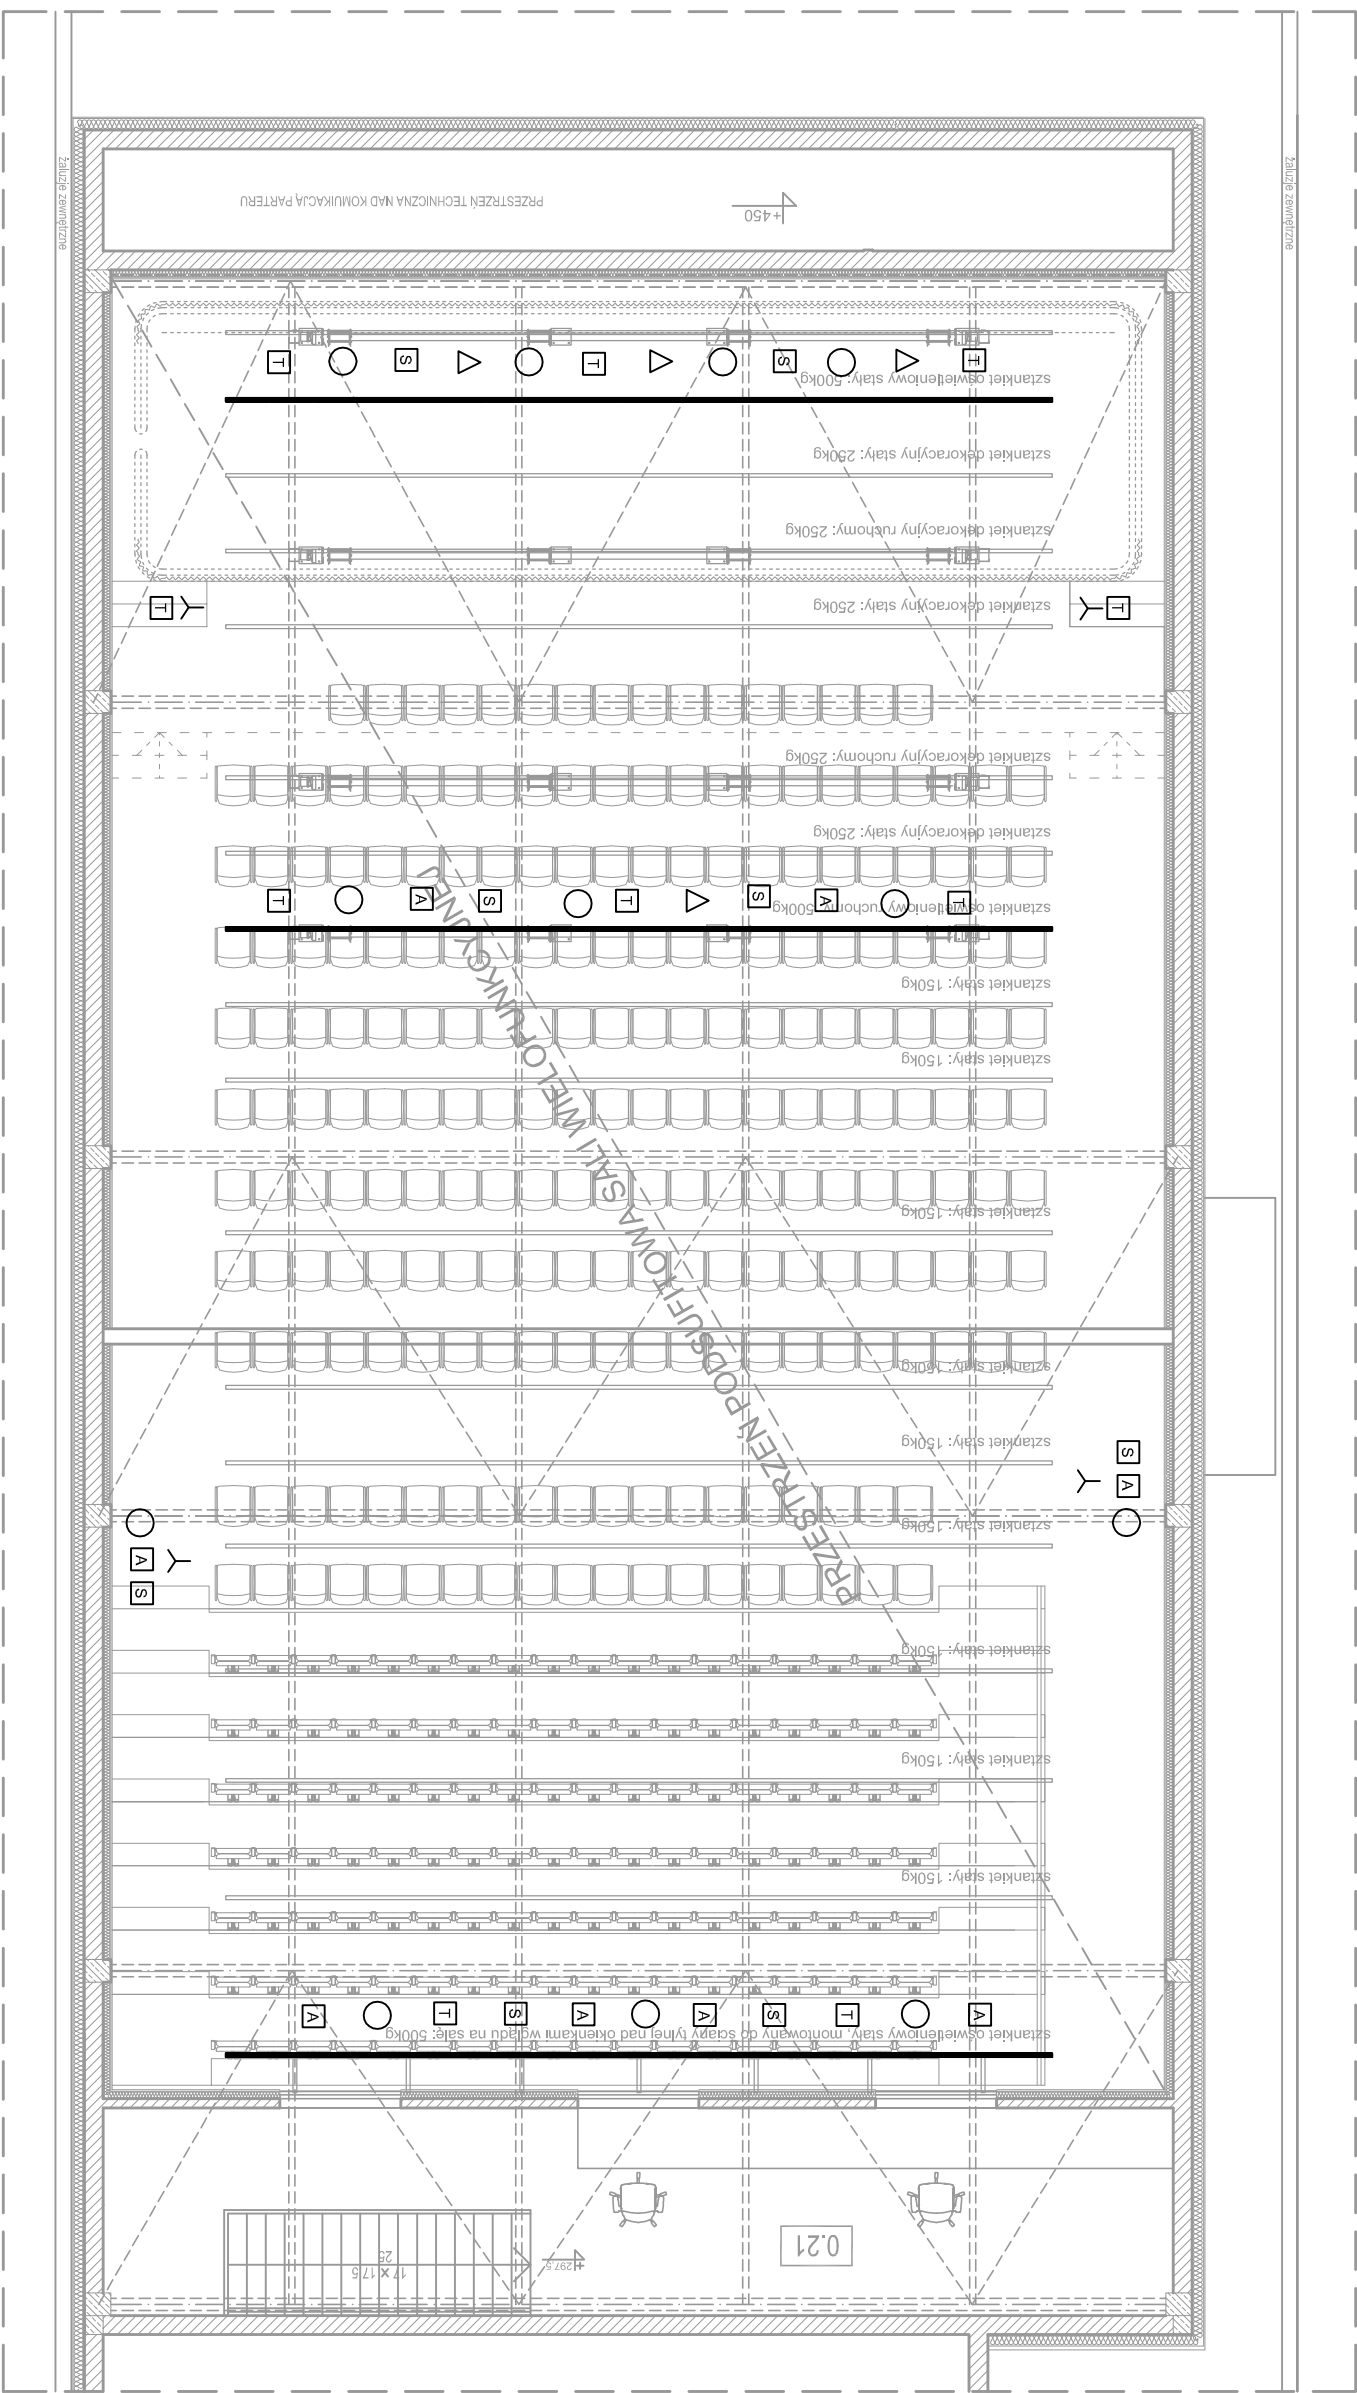 żaluzje zewnętrzne
żaluzje zewnętrzne
PRZESTRZEŃ TECHNICZNA NAD KOMUIKACJĄ PARTERU
+450
T S T S T
sztankiet oświetleniowy stały: 500kg
sztankiet dekoracyjny stały: 250kg
sztankiet dekoracyjny ruchomy: 250kg
sztankiet dekoracyjny stały: 250kg
T T
sztankiet dekoracyjny ruchomy: 250kg
sztankiet dekoracyjny stały: 250kg
T A S T S A T
sztankiet oświetleniowy ruchomy: 500kg
sztankiet stały: 150kg
sztankiet stały: 150kg
sztankiet stały: 150kg
sztankiet stały: 150kg
sztankiet stały: 150kg
S
A
sztankiet stały: 150kg
A
S
PRZESTRZEŃ PODSUFITOWA SALI WIELOFUNKCYJNEJ
sztankiet stały: 150kg
sztankiet stały: 150kg
sztankiet stały: 150kg
A T S A A S T A
sztankiet oświetleniowy stały, montowany do ściany tylnej nad okienkami wglądu na salę: 500kg
0.21
+297,5
17 x 17,5
25